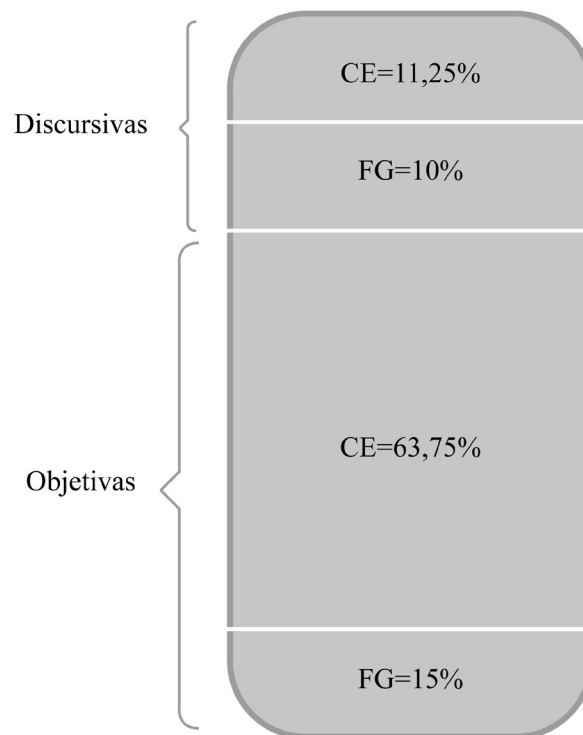 CE=11,25%
Discursivas
FG=10%
CE=63,75%
Objetivas
FG=15%